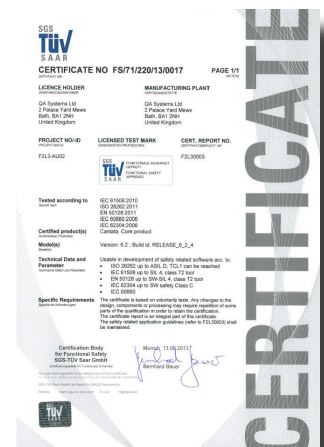 SGS
TÜV
SAAR
CERTIFICATE NO FS/71/220/13/0017 PAGE 1/1
LICENCE HOLDER MANUFACTURING PLANT
QA Systems Ltd QA Systems Ltd
2 Palace Yard Mews 2 Palace Yard Mews
Bath, BA1 2NH Bath, BA1 2NH
United Kingdom United Kingdom
PROJECT NO/-ID LICENSED TEST MARK CERT. REPORT NO.
F2L3-AU02 F2L30003
SGS
TÜV
SAAR
FUNKTIONALE SICHERHEIT
GEPRÜFT
FUNCTIONAL SAFETY
APPROVED
Tested according to IEC 61508:2010
ISO 26262:2011
EN 50128:2011
IEC 60880:2006
IEC 62304:2006
Certified product(s) Cantata, Core product
Model(s) Version: 6.2 ; Build id: RELEASE_6_2_4
Technical Data and Parameter Usable in development of safety related software acc. to:
• ISO 26262 up to ASIL D, TCL1 can be reached
• IEC 61508 up to SIL 4, class T2 tool
• EN 50128 up to SW-SIL 4, class T2 tool
• IEC 62304 up to SW safety Class C
• IEC 60880
Specific Requirements The certificate is based on voluntarily tests. Any changes to the
design, components or processing may require repetition of some
parts of the qualification in order to retain the certification.
The certificate report is an integral part of this certificate.
The safety related application guidelines (refer to F2L30003) shall
be maintained.
Certification Body Munich, 13.08.2013
for Functional Safety
SGS-TÜV Saar GmbH
Bernhard Bauer
TÜV
SAAR
CERTIFICATE